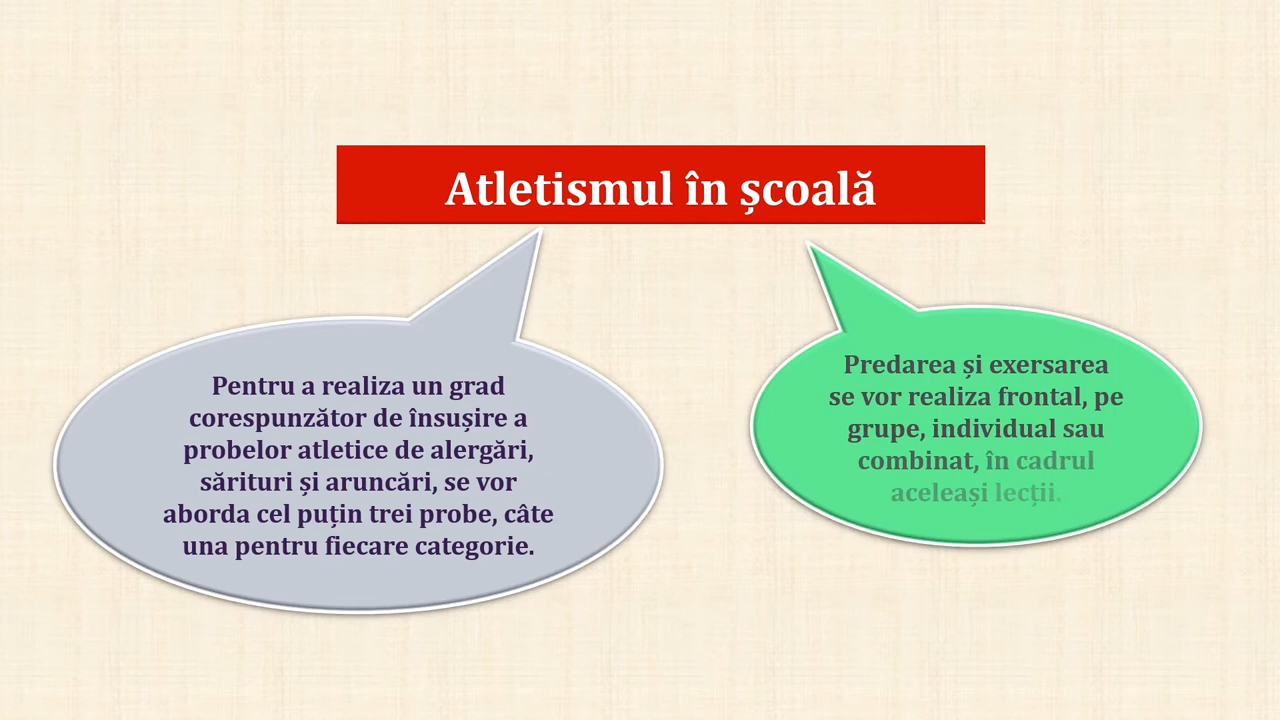 Atletismul în școală
Pentru a realiza un grad
corespunzător de însușire a
probelor atletice de alergări,
sărituri și aruncări, se vor
aborda cel puțin trei probe, câte
una pentru fiecare categorie.
Predarea și exersarea
se vor realiza frontal, pe
grupe, individual sau
combinat, în cadrul
aceleași lecții.